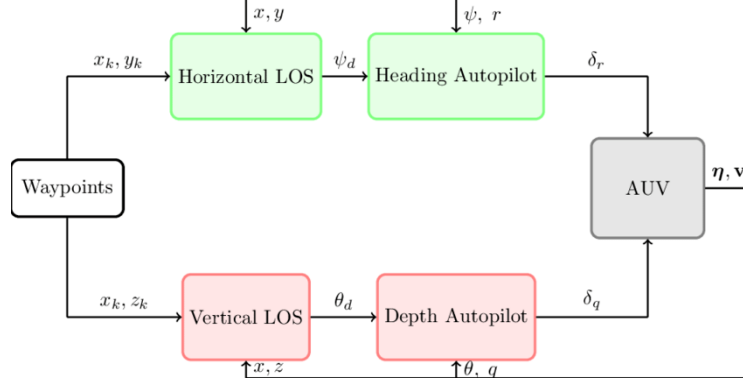 x, y
ψ, r
x_k, y_k
Horizontal LOS
ψ_d
Heading Autopilot
δ_r
Waypoints
AUV
η, v
x_k, z_k
Vertical LOS
θ_d
Depth Autopilot
δ_q
x, z
θ, q